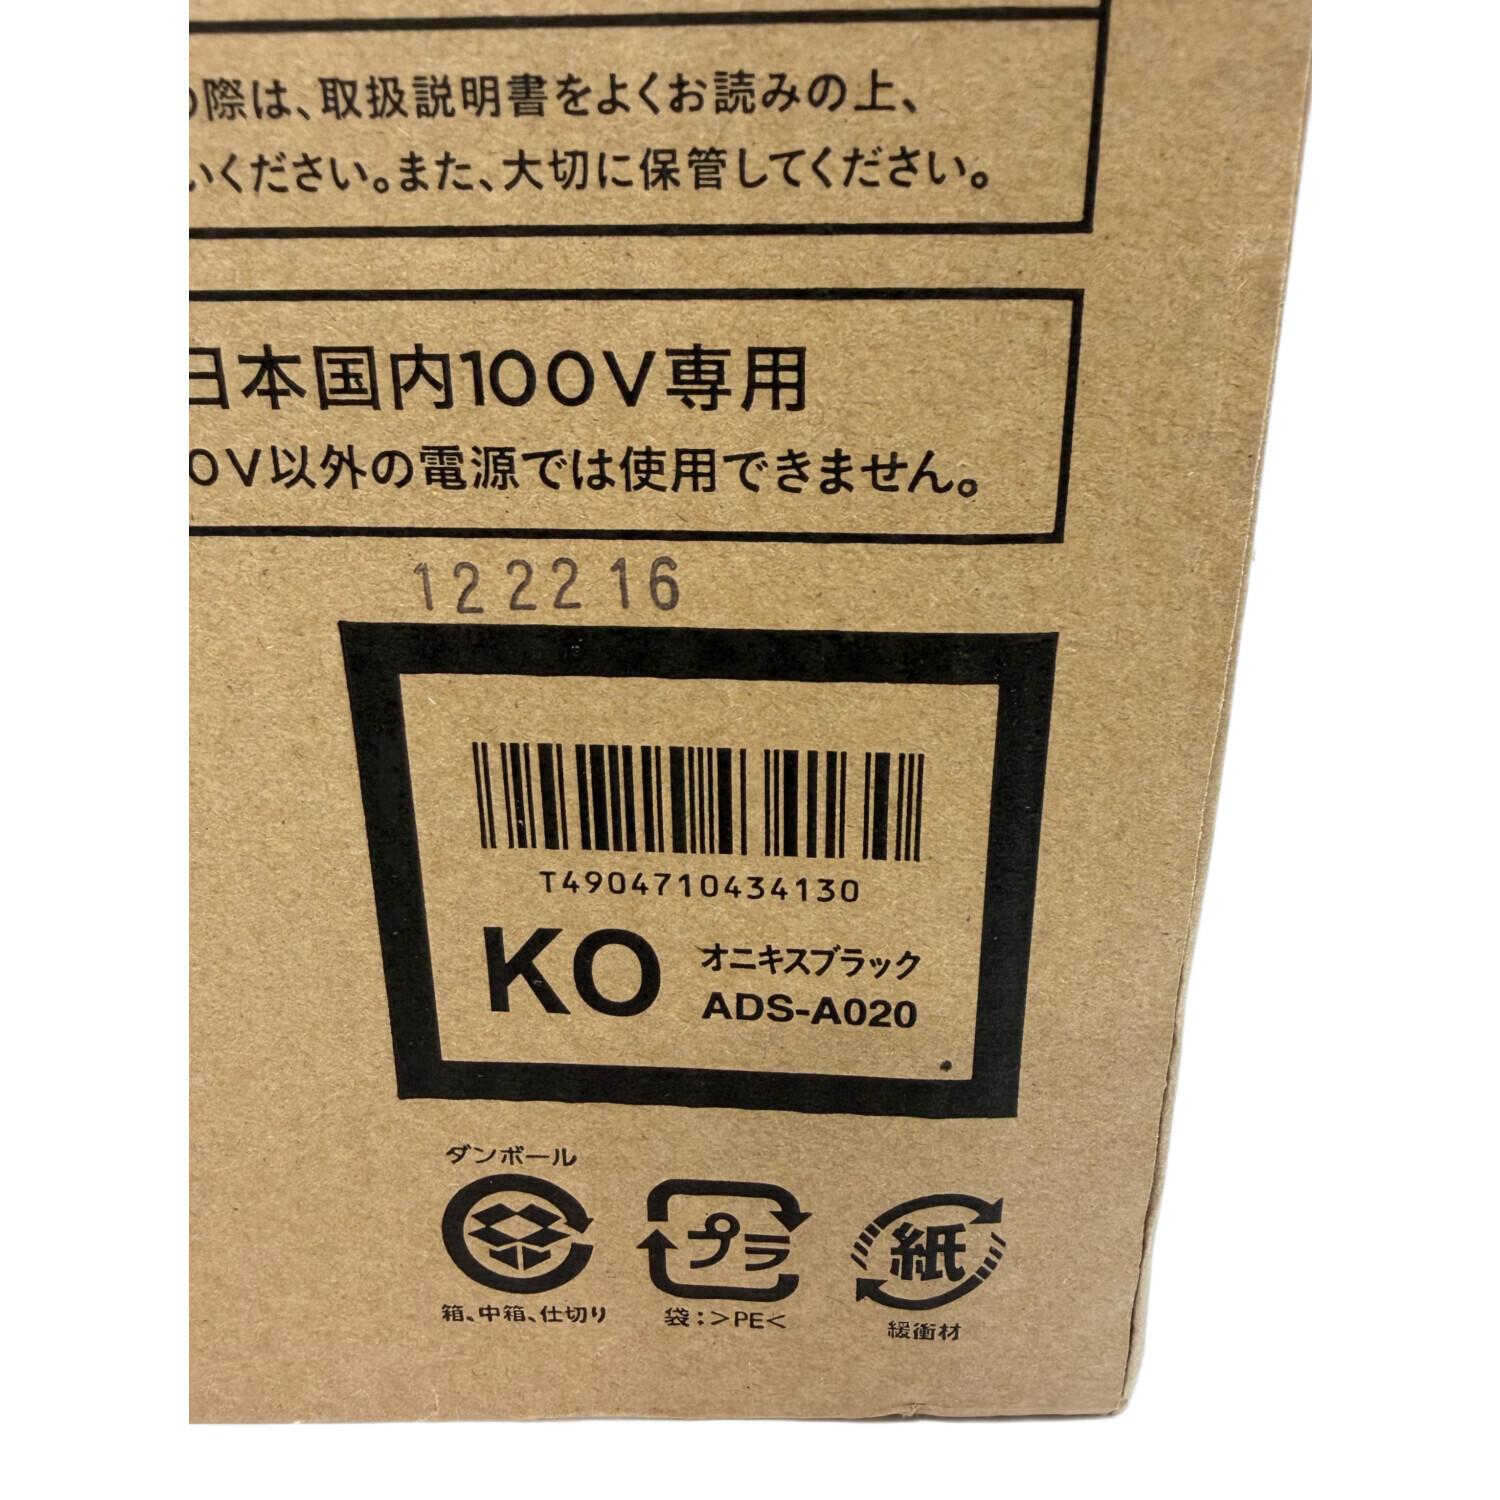 際は、取扱説明書をよくお読みの上、
いください。また、大切に保管してください。
日本国内100V専用
0V以外の電源では使用できません。
122216
T4904710434130
KO
オニキスブラック
ADS-A020
ダンボール
箱、中箱、仕切り
プラ
袋:>PE<
紙
緩衝材